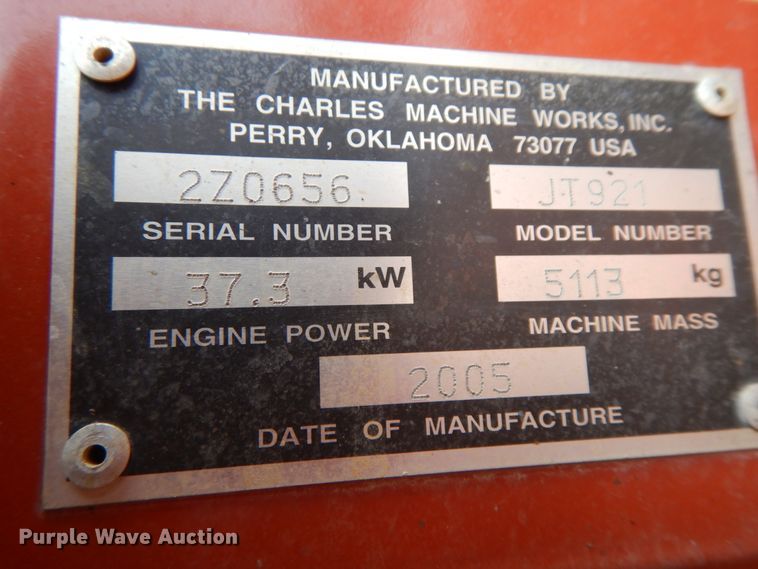 MANUFACTURED BY
THE CHARLES MACHINE WORKS, INC.
PERRY, OKLAHOMA 73077 USA
2Z0656 JT921
SERIAL NUMBER MODEL NUMBER
37.3 kW 5113 kg
ENGINE POWER MACHINE MASS
2005
DATE OF MANUFACTURE
Purple Wave Auction